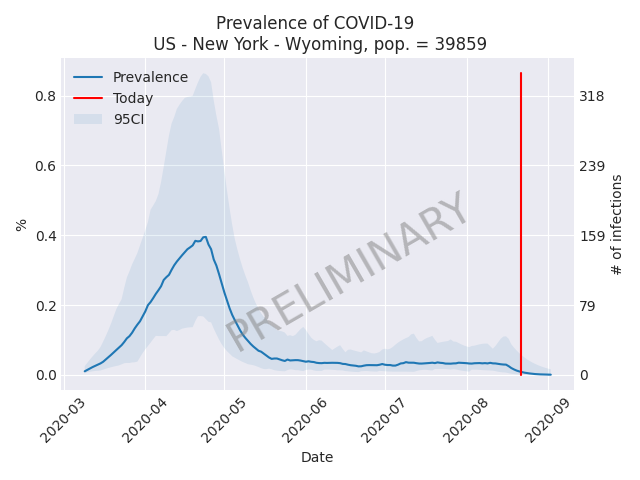 Prevalence of COVID-19
US - New York - Wyoming, pop. = 39859
Prevalence
Today
95CI
%
0.8
0.6
0.4
0.2
0.0
318
239
159
79
0
# of infections
PRELIMINARY
2020-03
2020-04
2020-05
2020-06
2020-07
2020-08
2020-09
Date